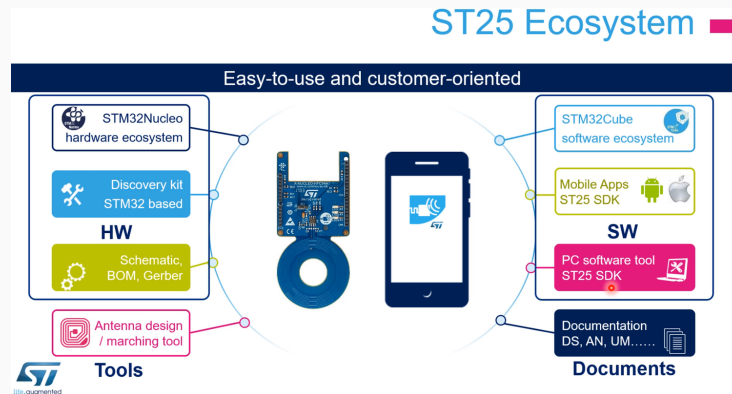 ST25 Ecosystem
Easy-to-use and customer-oriented
STM32Nucleo
hardware ecosystem
Discovery kit
STM32 based
HW
Schematic,
BOM, Gerber
Antenna design
/ marching tool
Tools
STM32Cube
software ecosystem
Mobile Apps
ST25 SDK
SW
PC software tool
ST25 SDK
Documentation
DS, AN, UM......
Documents
ST
life.augmented